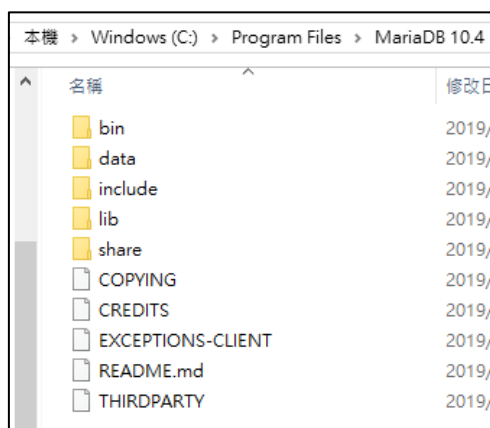 本機 > Windows (C:) > Program Files > MariaDB 10.4
名稱 修改日
bin 2019/
data 2019/
include 2019/
lib 2019/
share 2019/
COPYING 2019/
CREDITS 2019/
EXCEPTIONS-CLIENT 2019/
README.md 2019/
THIRDPARTY 2019/